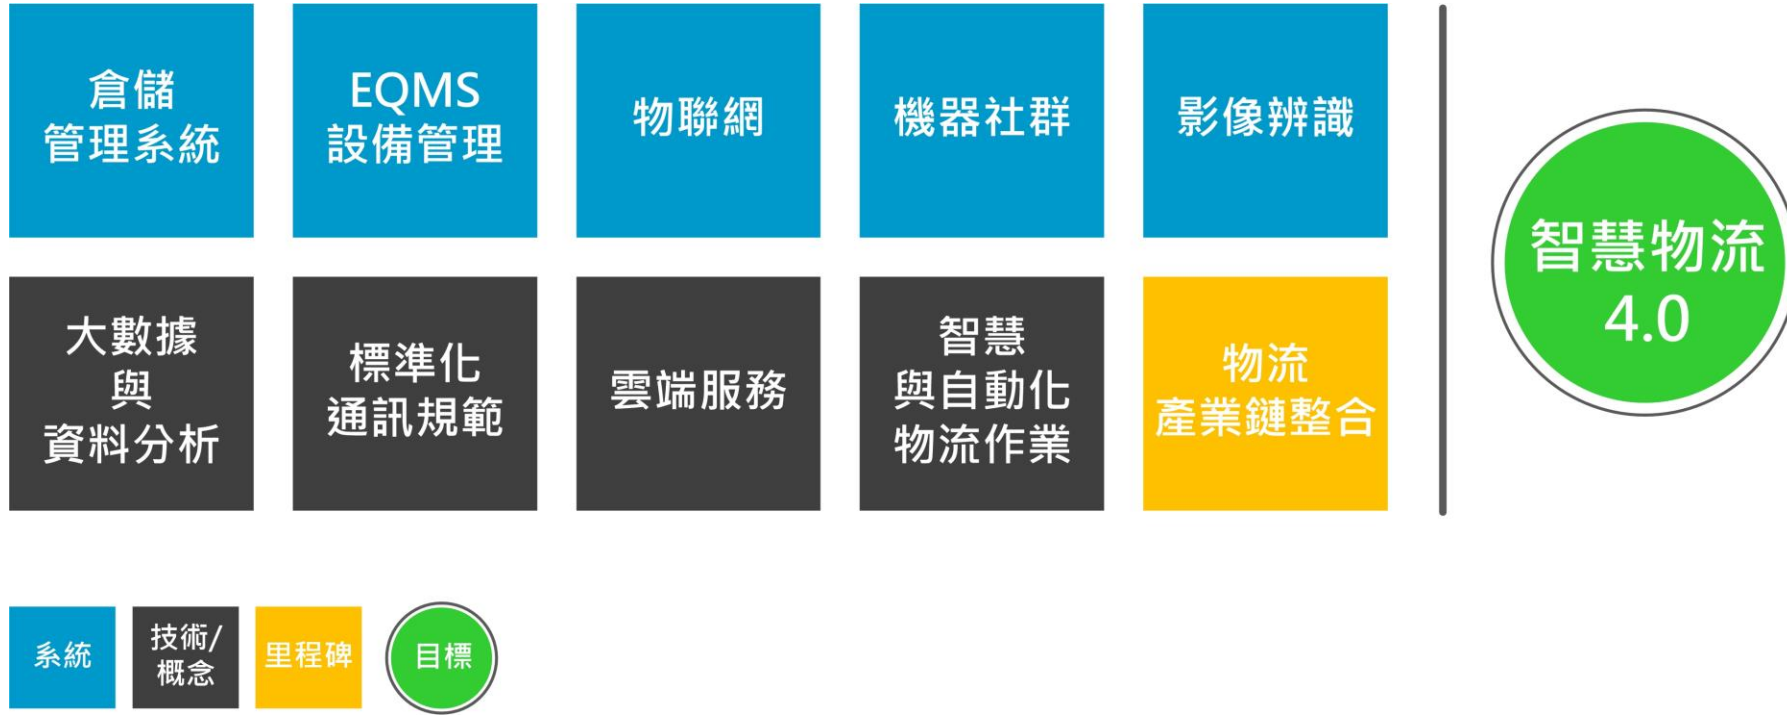 倉儲
管理系統
EQMS
設備管理
物聯網
機器社群
影像辨識
大數據
與
資料分析
標準化
通訊規範
雲端服務
智慧
與自動化
物流作業
物流
產業鏈整合
智慧物流
4.0
系統
技術/
概念
里程碑
目標